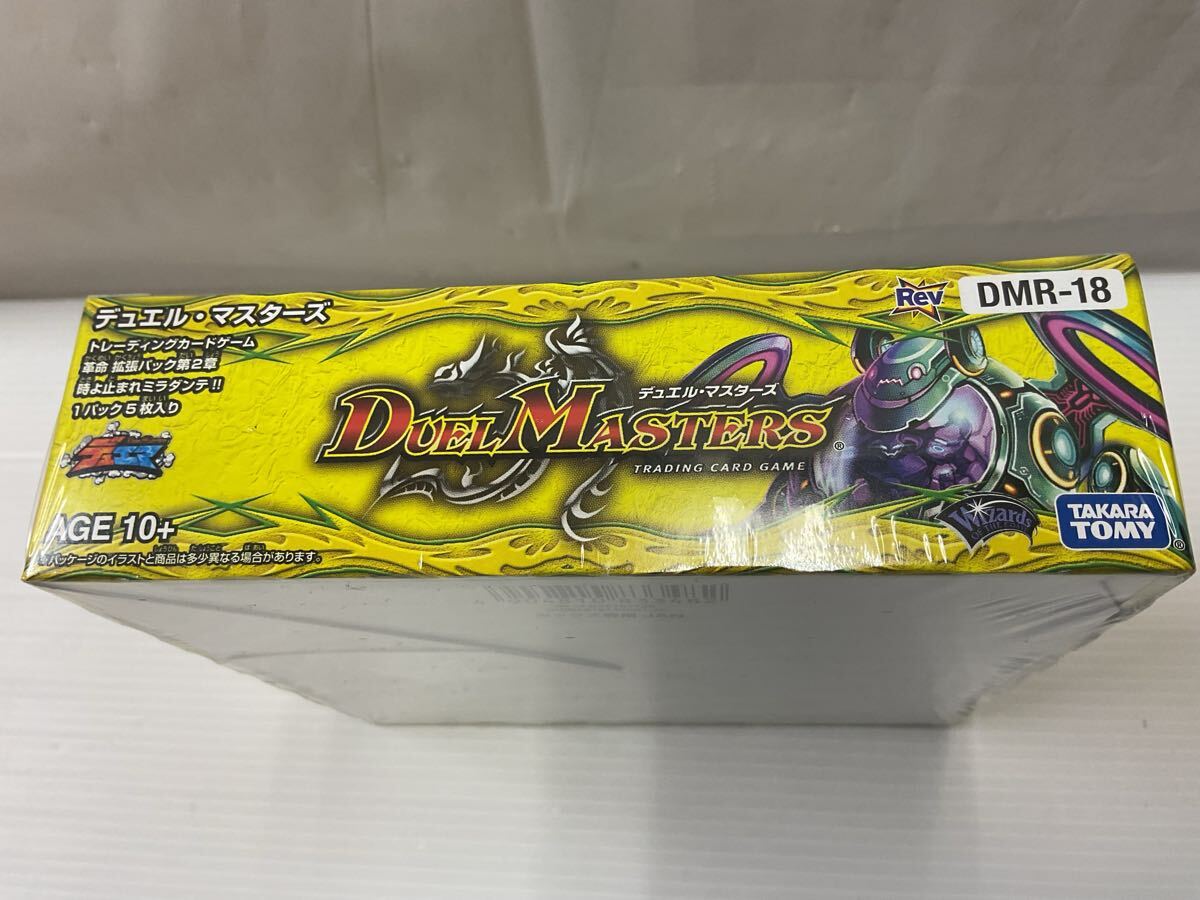 デュエル・マスターズ
トレーディングカードゲーム
革命 拡張パック第2章
時よ止まれミラダンテ!!
1パック5枚入り
デュエマ
AGE 10+
※パッケージのイラストと商品は多少異なる場合があります。
デュエル・マスターズ
DUEL MASTERS®
TRADING CARD GAME
Rev
DMR-18
Wizards
TAKARA
TOMY®